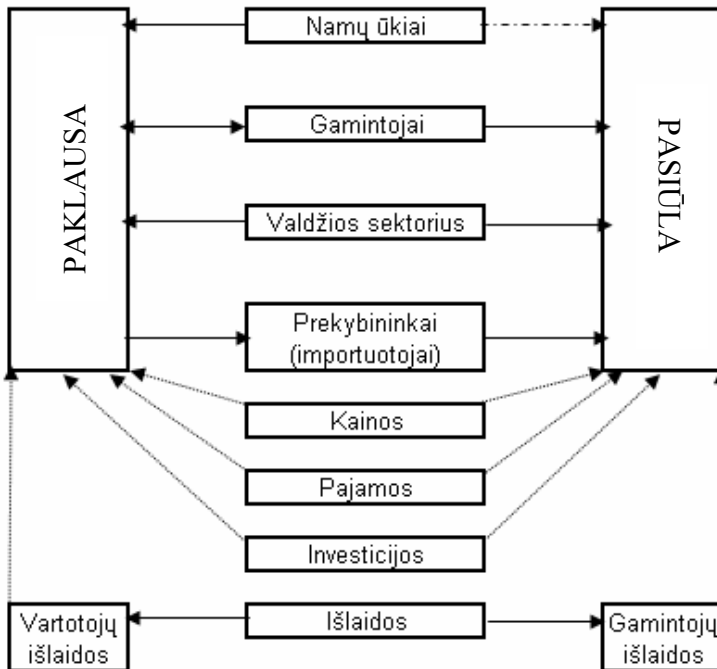 PAKLAUSA
Namų ūkiai
Gamintojai
Valdžios sektorius
Prekybininkai
(importuotojai)
Kainos
Pajamos
Investicijos
Išlaidos
PASIŪLA
Vartotojų
išlaidos
Gamintojų
išlaidos